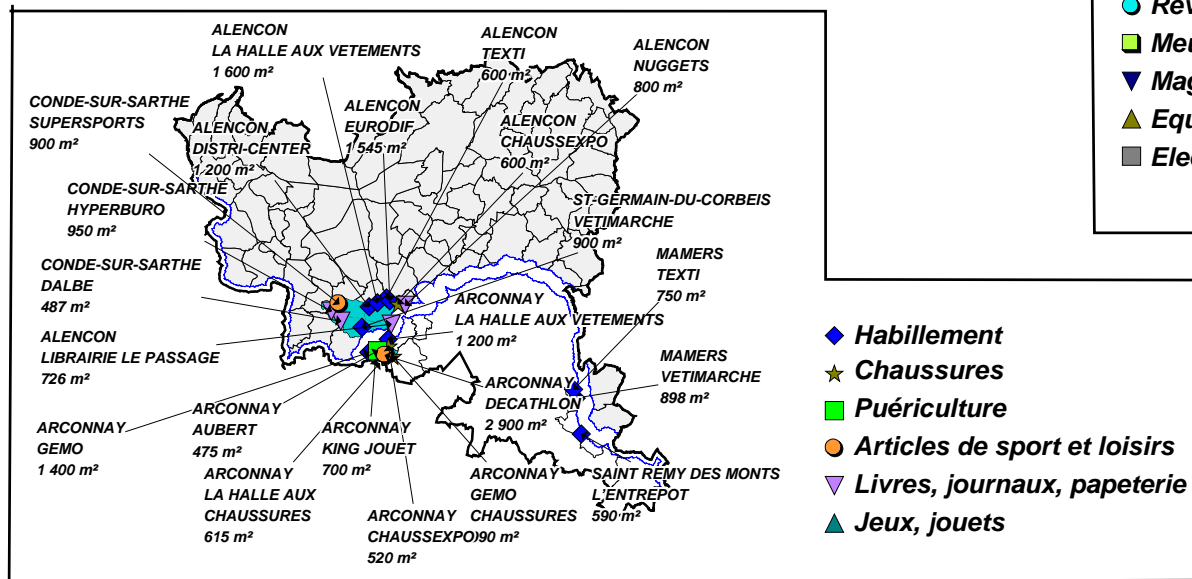 ALENCON
LA HALLE AUX VETEMENTS
1 600 m²
ALENCON
TEXTI
600 m²
ALENCON
NUGGETS
800 m²
CONDE-SUR-SARTHE
SUPERSPORTS
900 m²
ALENCON
DISTRI-CENTER
1 200 m²
ALENCON
EURODIF
1 545 m²
ALENCON
CHAUSSEXPO
600 m²
CONDE-SUR-SARTHE
HYPERBURO
950 m²
ST-GERMAIN-DU-CORBEIS
VETIMARCHE
900 m²
CONDE-SUR-SARTHE
DALBE
487 m²
MAMERS
TEXTI
750 m²
ARCONNAY
LA HALLE AUX VETEMENTS
1 200 m²
ALENCON
LIBRAIRIE LE PASSAGE
726 m²
MAMERS
VETIMARCHE
898 m²
ARCONNAY
GEMO
1 400 m²
ARCONNAY
AUBERT
475 m²
ARCONNAY
KING JOUET
700 m²
ARCONNAY
DECATHLON
2 900 m²
ARCONNAY
LA HALLE AUX
CHAUSSURES
615 m²
ARCONNAY
CHAUSSEXPO
520 m²
ARCONNAY
GEMO
CHAUSSURES
90 m²
SAINT REMY DES MONTS
L'ENTREPOT
590 m²
Habillement
Chaussures
Puériculture
Articles de sport et loisirs
Livres, journaux, papeterie
Jeux, jouets
Meu
Mag
Equ
Elec